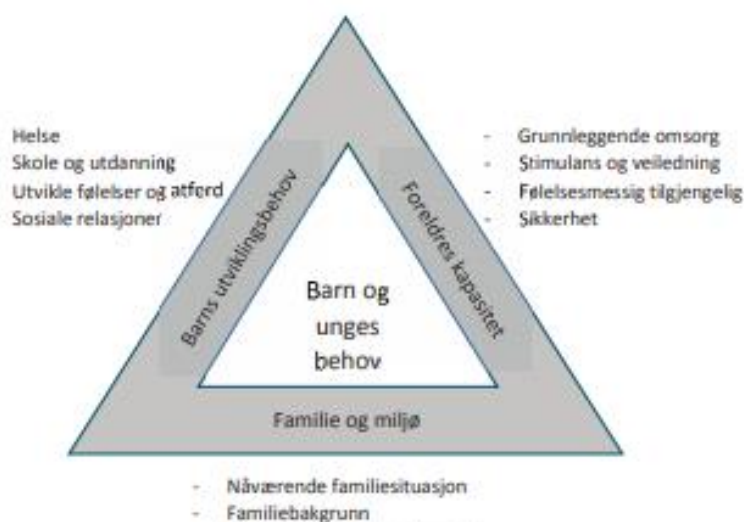 Helse
Skole og utdanning
Utvikle følelser og atferd
Sosiale relasjoner
Barns utviklingsbehov
- Grunnleggende omsorg
- Stimulans og veiledning
- Følelsesmessig tilgjengelig
- Sikkerhet
Foreldres kapasitet
Barn og
unges
behov
Familie og miljø
- Nåværende familiesituasjon
- Familiebakgrunn